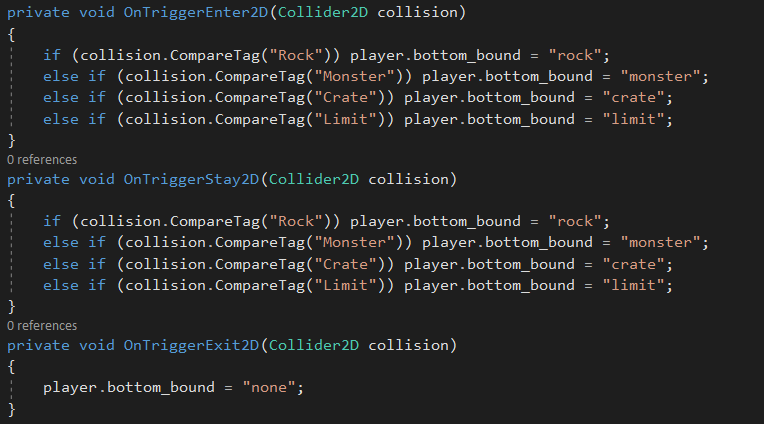 private void OnTriggerEnter2D(Collider2D collision)
{
if (collision.CompareTag("Rock")) player.bottom_bound = "rock";
else if (collision.CompareTag("Monster")) player.bottom_bound = "monster";
else if (collision.CompareTag("Crate")) player.bottom_bound = "crate";
else if (collision.CompareTag("Limit")) player.bottom_bound = "limit";
}
0 references
private void OnTriggerStay2D(Collider2D collision)
{
if (collision.CompareTag("Rock")) player.bottom_bound = "rock";
else if (collision.CompareTag("Monster")) player.bottom_bound = "monster";
else if (collision.CompareTag("Crate")) player.bottom_bound = "crate";
else if (collision.CompareTag("Limit")) player.bottom_bound = "limit";
}
0 references
private void OnTriggerExit2D(Collider2D collision)
{
player.bottom_bound = "none";
}